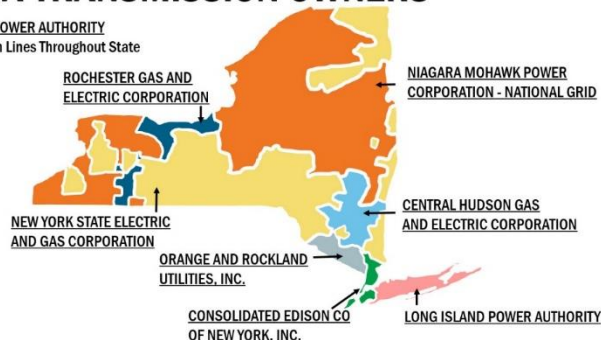 TRANSMISSION OWNERS
POWER AUTHORITY
Lines Throughout State
ROCHESTER GAS AND
ELECTRIC CORPORATION
NIAGARA MOHAWK POWER
CORPORATION - NATIONAL GRID
CENTRAL HUDSON GAS
AND ELECTRIC CORPORATION
NEW YORK STATE ELECTRIC
AND GAS CORPORATION
ORANGE AND ROCKLAND
UTILITIES, INC.
CONSOLIDATED EDISON CO
OF NEW YORK, INC.
LONG ISLAND POWER AUTHORITY